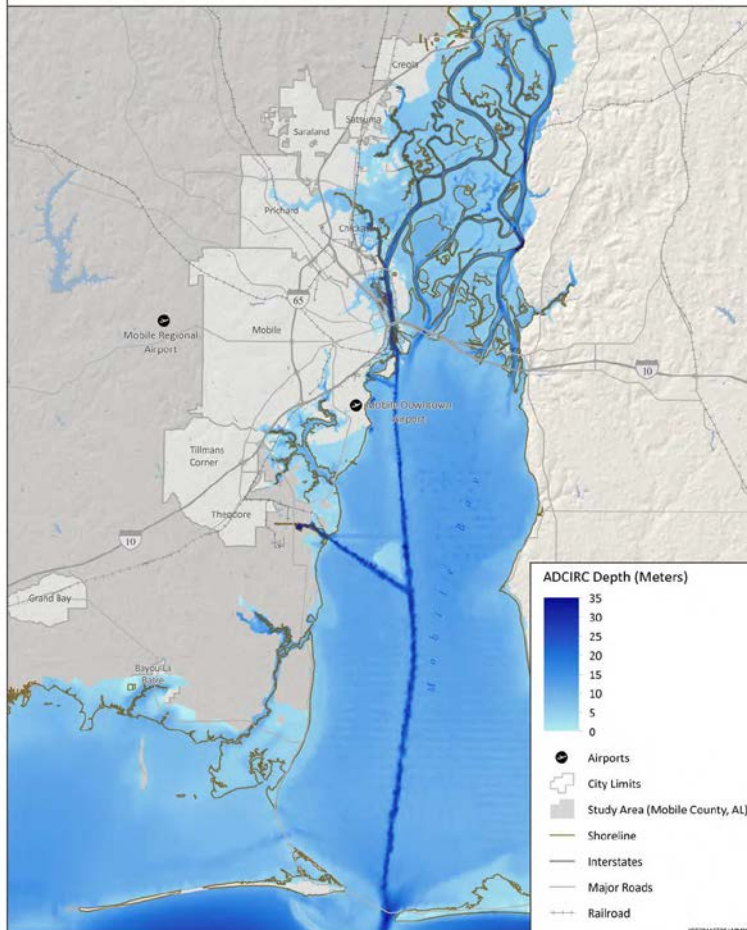 Creola
Satsuma
Saraland
Prichard
65
Mobile
Mobile Regional
Airport
10
Mobile Downtown
Airport
Tillmans
Corner
Theodore
10
Mobile Bay
Grand Bay
Bayou La
Batre
ADCIRC Depth (Meters)
35
30
25
20
15
10
5
0
Airports
City Limits
Study Area (Mobile County, AL)
Shoreline
Interstates
Major Roads
Railroad